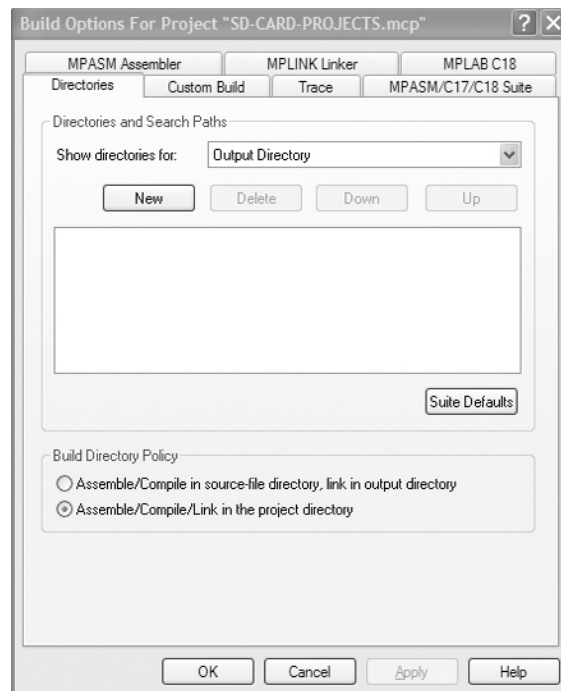 Build Options For Project "SD-CARD-PROJECTS.mcp"
MPASM Assembler MPLINK Linker MPLAB C18
Directories Custom Build Trace MPASM/C17/C18 Suite
Directories and Search Paths
Show directories for: Output Directory
New Delete Down Up
Suite Defaults
Build Directory Policy
Assemble/Compile in source-file directory, link in output directory
Assemble/Compile/Link in the project directory
OK Cancel Apply Help